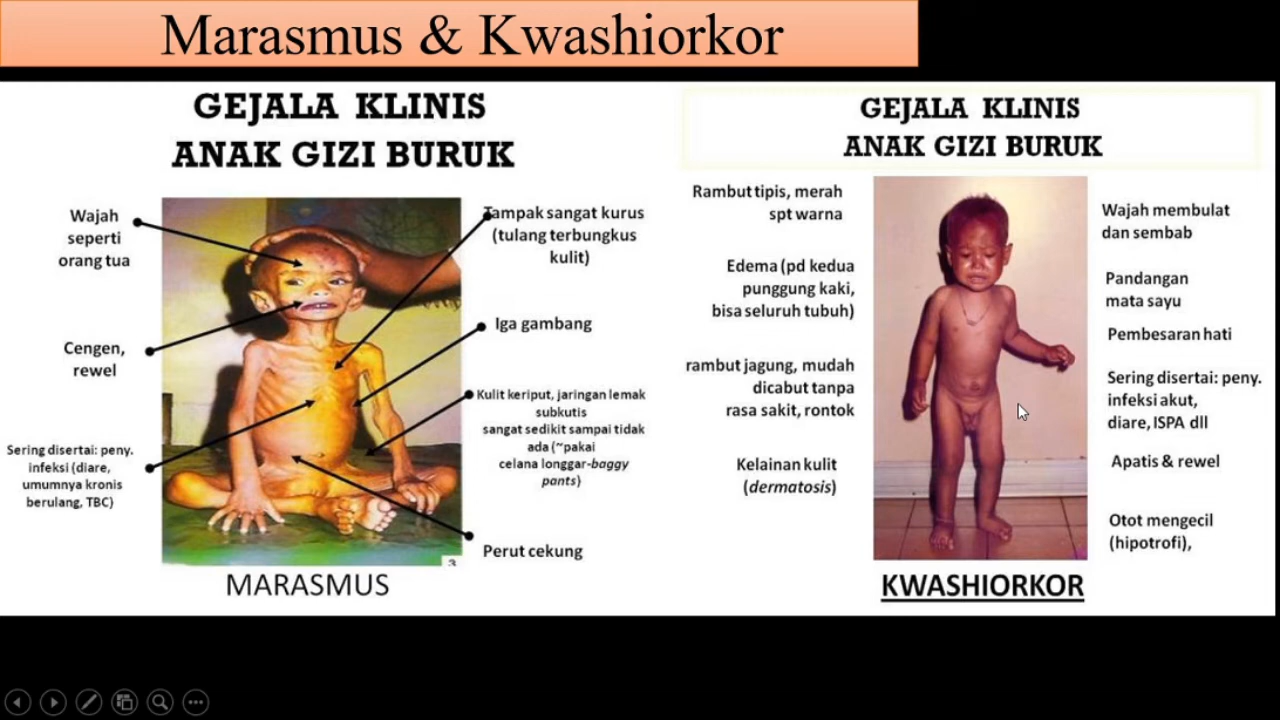 Marasmus & Kwashiorkor
GEJALA KLINIS
ANAK GIZI BURUK
Wajah
seperti
orang tua
Cengen,
rewel
Sering disertai: peny.
infeksi (diare,
umumnya kronis
berulang, TBC)
Tampak sangat kurus
(tulang terbungkus
kulit)
Iga gambang
Kulit keriput, jaringan lemak
subkutis
sangat sedikit sampai tidak
ada (~pakai
celana longgar-baggy
pants)
Perut cekung
3
MARASMUS
GEJALA KLINIS
ANAK GIZI BURUK
Rambut tipis, merah
spt warna
Edema (pd kedua
punggung kaki,
bisa seluruh tubuh)
rambut jagung, mudah
dicabut tanpa
rasa sakit, rontok
Kelainan kulit
(dermatosis)
Wajah membulat
dan sembab
Pandangan
mata sayu
Pembesaran hati
Sering disertai: peny.
infeksi akut,
diare, ISPA dll
Apatis & rewel
Otot mengecil
(hipotrofi),
KWASHIORKOR